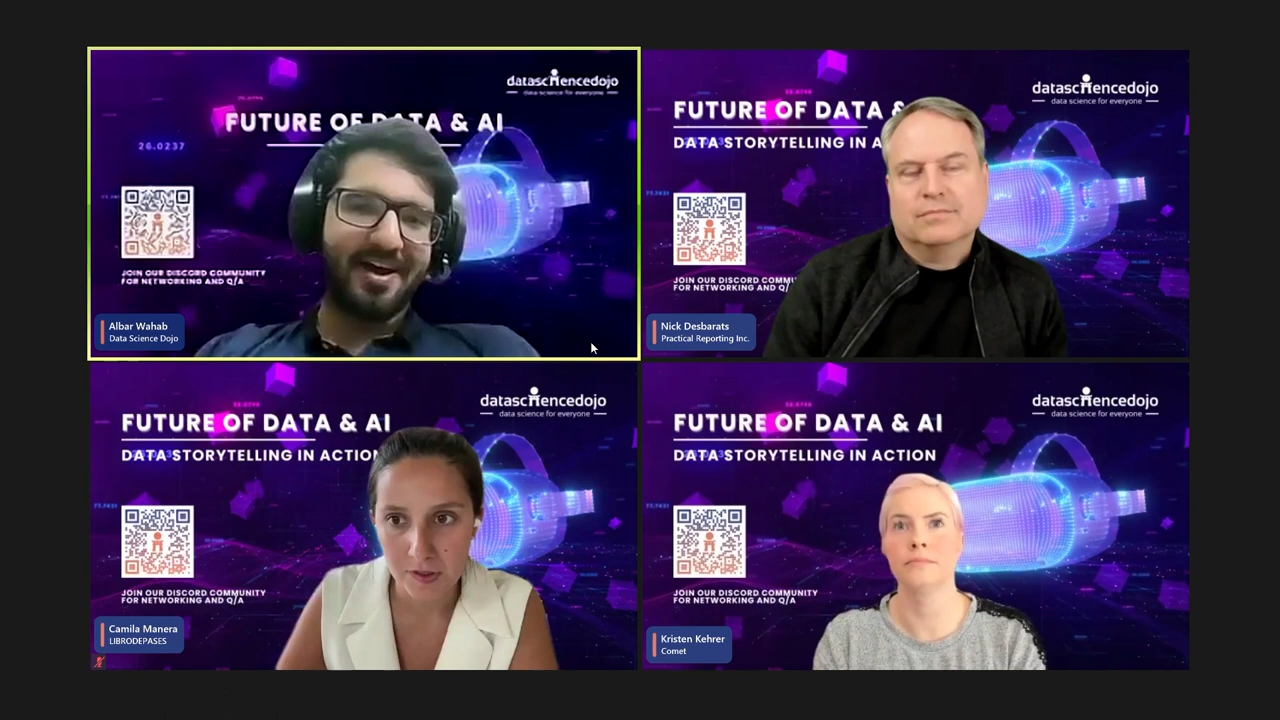 datasciencedojo
data science for everyone
FUTURE OF DATA & AI
26.0237
JOIN OUR DISCORD COMMUNITY
FOR NETWORKING AND Q/A
Albar Wahab
Data Science Dojo
datasciencedojo
data science for everyone
FUTURE OF DATA &
DATA STORYTELLING IN A
JOIN OUR DISCORD COMMU
FOR NETWORKING AND Q/
Nick Desbarats
Practical Reporting Inc.
datasciencedojo
data science for everyone
FUTURE OF DATA & AI
DATA STORYTELLING IN ACTION
JOIN OUR DISCORD COMMUNITY
FOR NETWORKING AND Q/A
Camila Manera
LIBRODEPASES
datasciencedojo
data science for everyone
FUTURE OF DATA & AI
DATA STORYTELLING IN ACTION
JOIN OUR DISCORD COMMUNITY
FOR NETWORKING AND Q/A
Kristen Kehrer
Comet